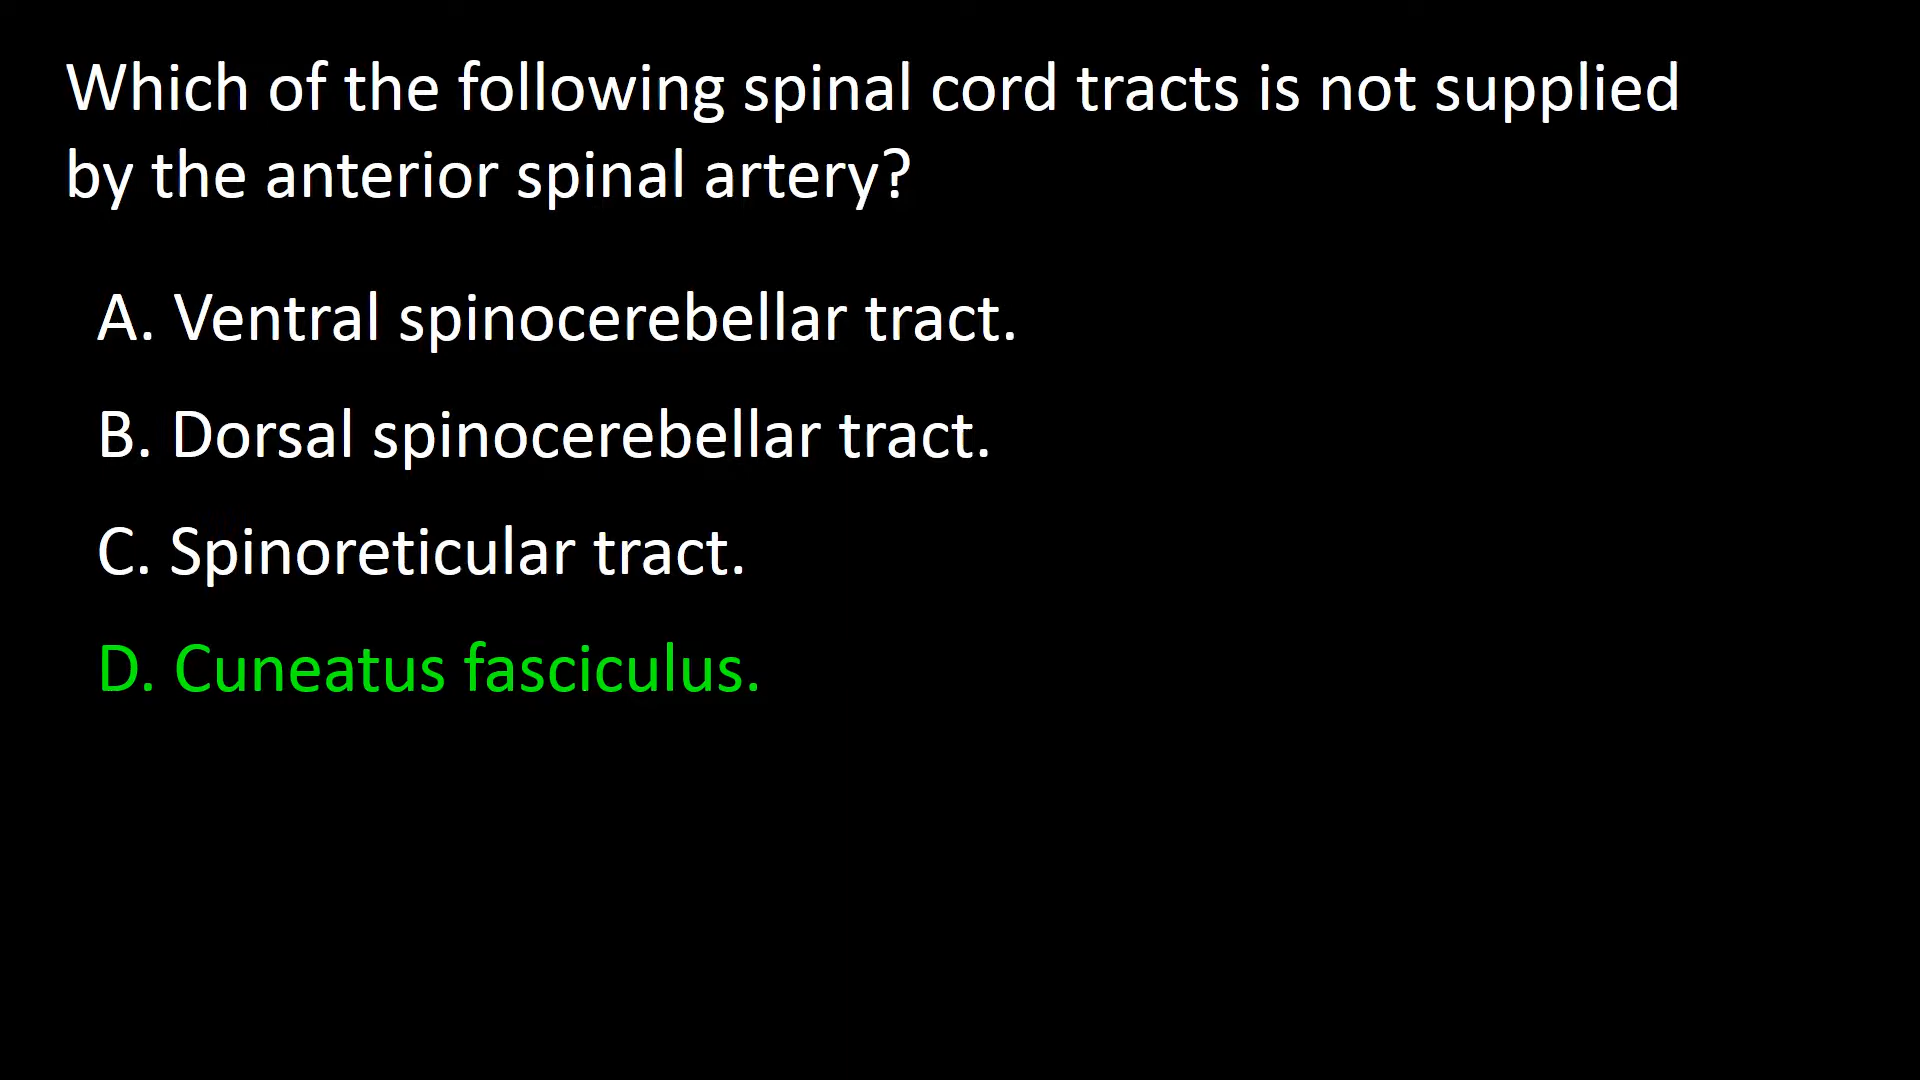 Which of the following spinal cord tracts is not supplied
by the anterior spinal artery?
A. Ventral spinocerebellar tract.
B. Dorsal spinocerebellar tract.
C. Spinoreticular tract.
D. Cuneatus fasciculus.